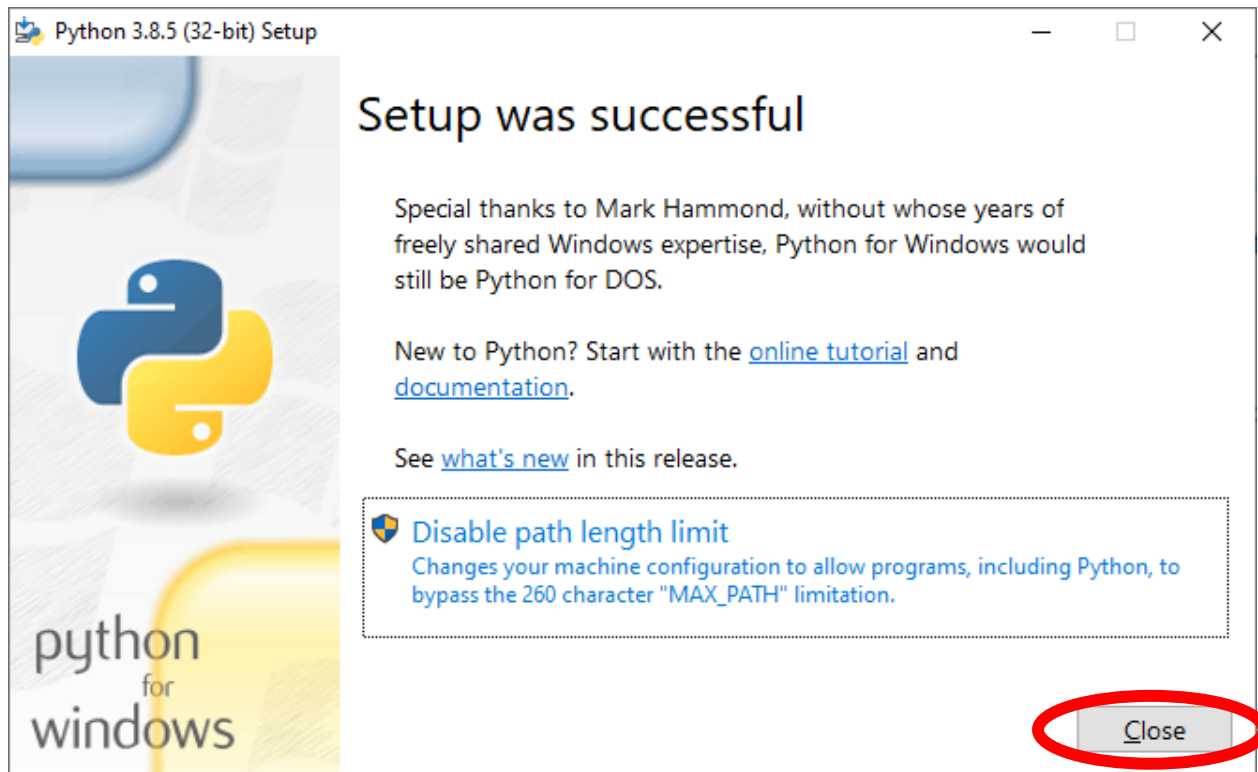 Python 3.8.5 (32-bit) Setup
Setup was successful
Special thanks to Mark Hammond, without whose years of
freely shared Windows expertise, Python for Windows would
still be Python for DOS.
New to Python? Start with the online tutorial and
documentation.
See what's new in this release.
Disable path length limit
Changes your machine configuration to allow programs, including Python, to
bypass the 260 character "MAX_PATH" limitation.
python
for
windows
Close